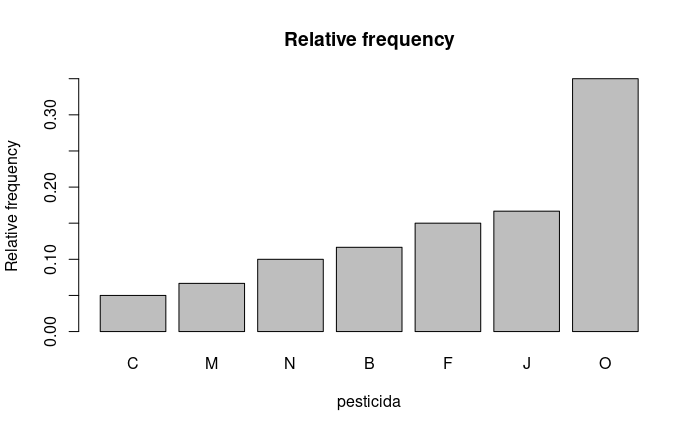 Relative frequency
Relative frequency
0.30
0.20
0.10
0.00
C M N B F J O
pesticida